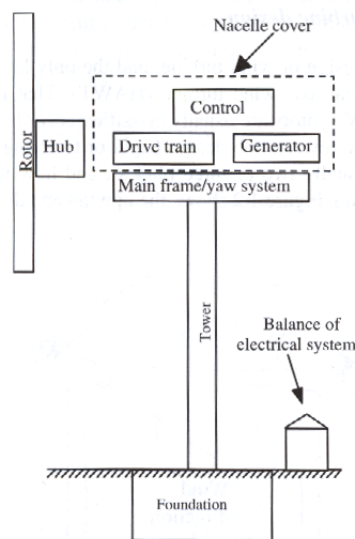 Nacelle cover
Control
Rotor
Hub
Drive train
Generator
Main frame/yaw system
Tower
Balance of
electrical system
Foundation